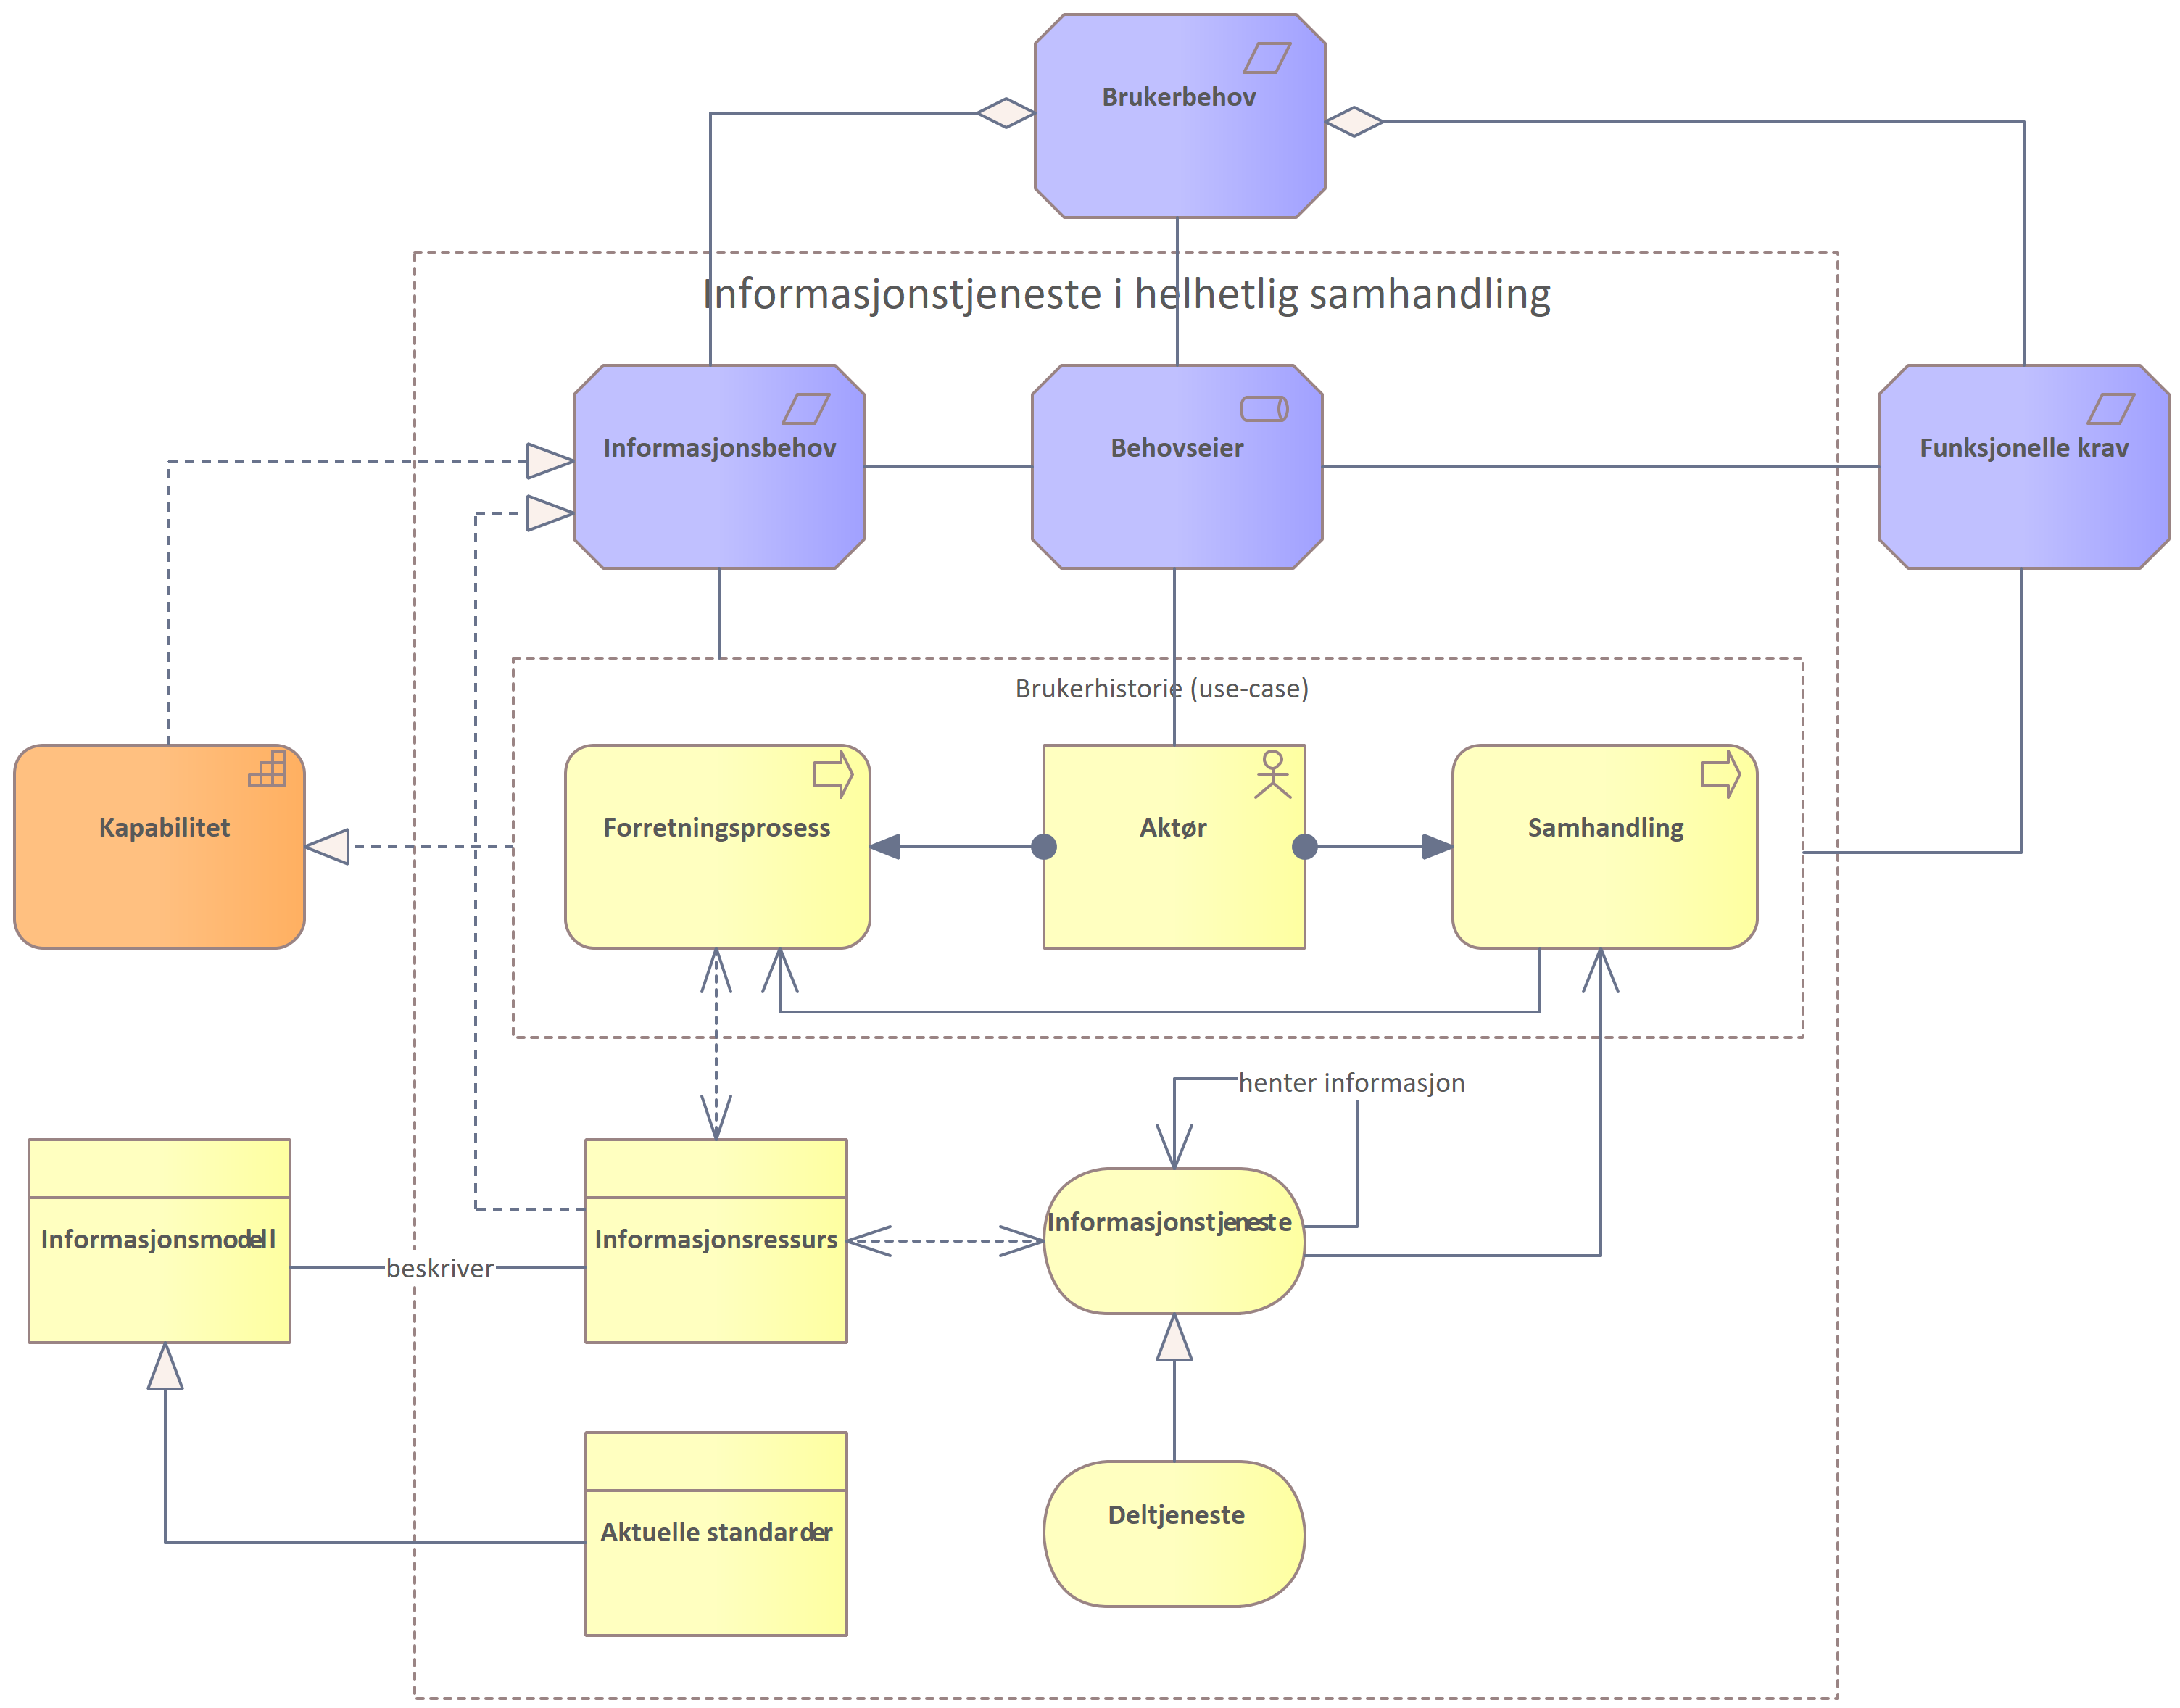 Brukerbehov
Informasjonstjeneste i helhetlig samhandling
Informasjonsbehov
Behovseier
Funksjonelle krav
Brukerhistorie (use-case)
Kapabilitet
Forretningsprosess
Aktør
Samhandling
henter informasjon
Informasjonsmodell
beskriver
Informasjonsressurs
Informasjonstjeneste
Aktuelle standarder
Deltjeneste